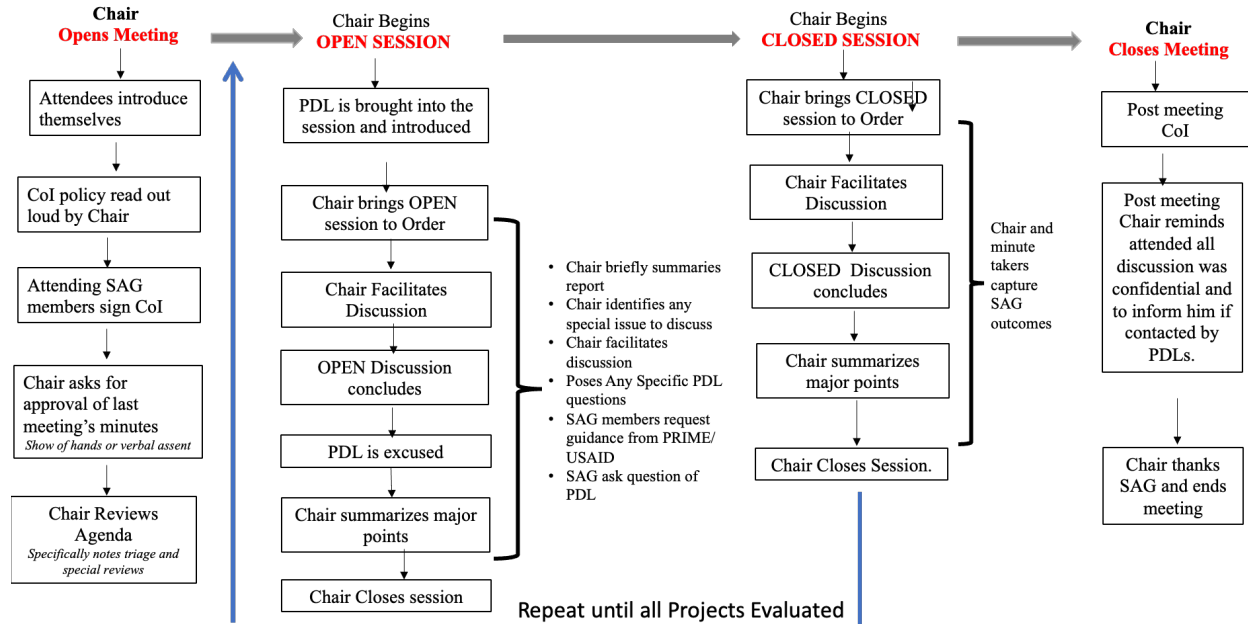 Chair
Opens Meeting
Attendees introduce
themselves
CoI policy read out
loud by Chair
Attending SAG
members sign CoI
Chair asks for
approval of last
meeting's minutes
Show of hands or verbal assent
Chair Reviews
Agenda
Specifically notes triage and
special reviews
Chair Begins
OPEN SESSION
PDL is brought into the
session and introduced
Chair brings OPEN
session to Order
Chair Facilitates
Discussion
OPEN Discussion
concludes
PDL is excused
Chair summarizes major
points
Chair Closes session
• Chair briefly summaries
report
• Chair identifies any
special issue to discuss
• Chair facilitates
discussion
• Poses Any Specific PDL
questions
• SAG members request
guidance from PRIME/
USAID
• SAG ask question of
PDL
Chair Begins
CLOSED SESSION
Chair brings CLOSED
session to Order
Chair Facilitates
Discussion
CLOSED Discussion
concludes
Chair summarizes
major points
Chair Closes Session.
Chair and
minute
takers
capture
SAG
outcomes
Chair
Closes Meeting
Post meeting
CoI
Post meeting
Chair reminds
attended all
discussion was
confidential and
to inform him if
contacted by
PDLs.
Chair thanks
SAG and ends
meeting
Repeat until all Projects Evaluated